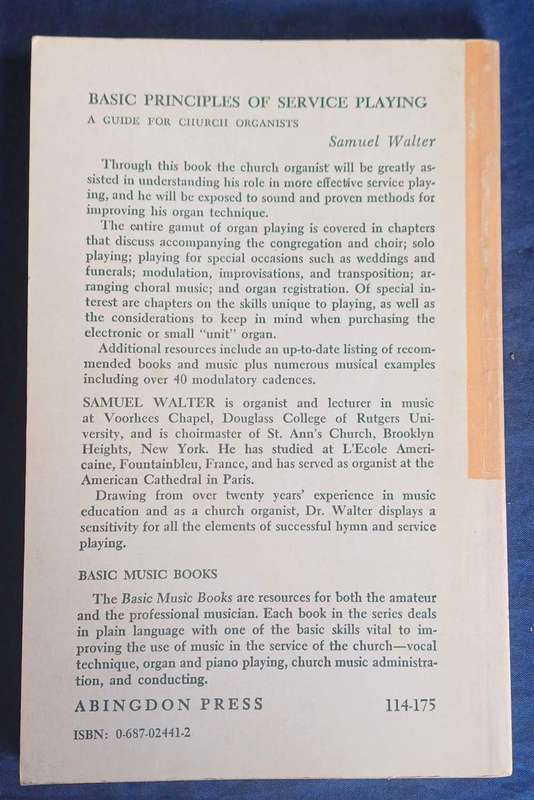 BASIC PRINCIPLES OF SERVICE PLAYING
A GUIDE FOR CHURCH ORGANISTS
Samuel Walter
Through this book the church organist will be greatly as-
sisted in understanding his role in more effective service play-
ing, and he will be exposed to sound and proven methods for
improving his organ technique.
The entire gamut of organ playing is covered in chapters
that discuss accompanying the congregation and choir; solo
playing; playing for special occasions such as weddings and
funerals; modulation, improvisations, and transposition; ar-
ranging choral music; and organ registration. Of special in-
terest are chapters on the skills unique to playing, as well as
the considerations to keep in mind when purchasing the
electronic or small “unit” organ.
Additional resources include an up-to-date listing of recom-
mended books and music plus numerous musical examples
including over 40 modulatory cadences.
SAMUEL WALTER is organist and lecturer in music
at Voorhees Chapel, Douglass College of Rutgers Uni-
versity, and is choirmaster of St. Ann's Church, Brooklyn
Heights, New York. He has studied at L'Ecole Ameri-
caine, Fountainbleu, France, and has served as organist at the
American Cathedral in Paris.
Drawing from over twenty years' experience in music
education and as a church organist, Dr. Walter displays a
sensitivity for all the elements of successful hymn and service
playing.
BASIC MUSIC BOOKS
The Basic Music Books are resources for both the amateur
and the professional musician. Each book in the series deals
in plain language with one of the basic skills vital to im-
proving the use of music in the service of the church—vocal
technique, organ and piano playing, church music administra-
tion, and conducting.
ABINGDON PRESS 114-175
ISBN: 0-687-02441-2